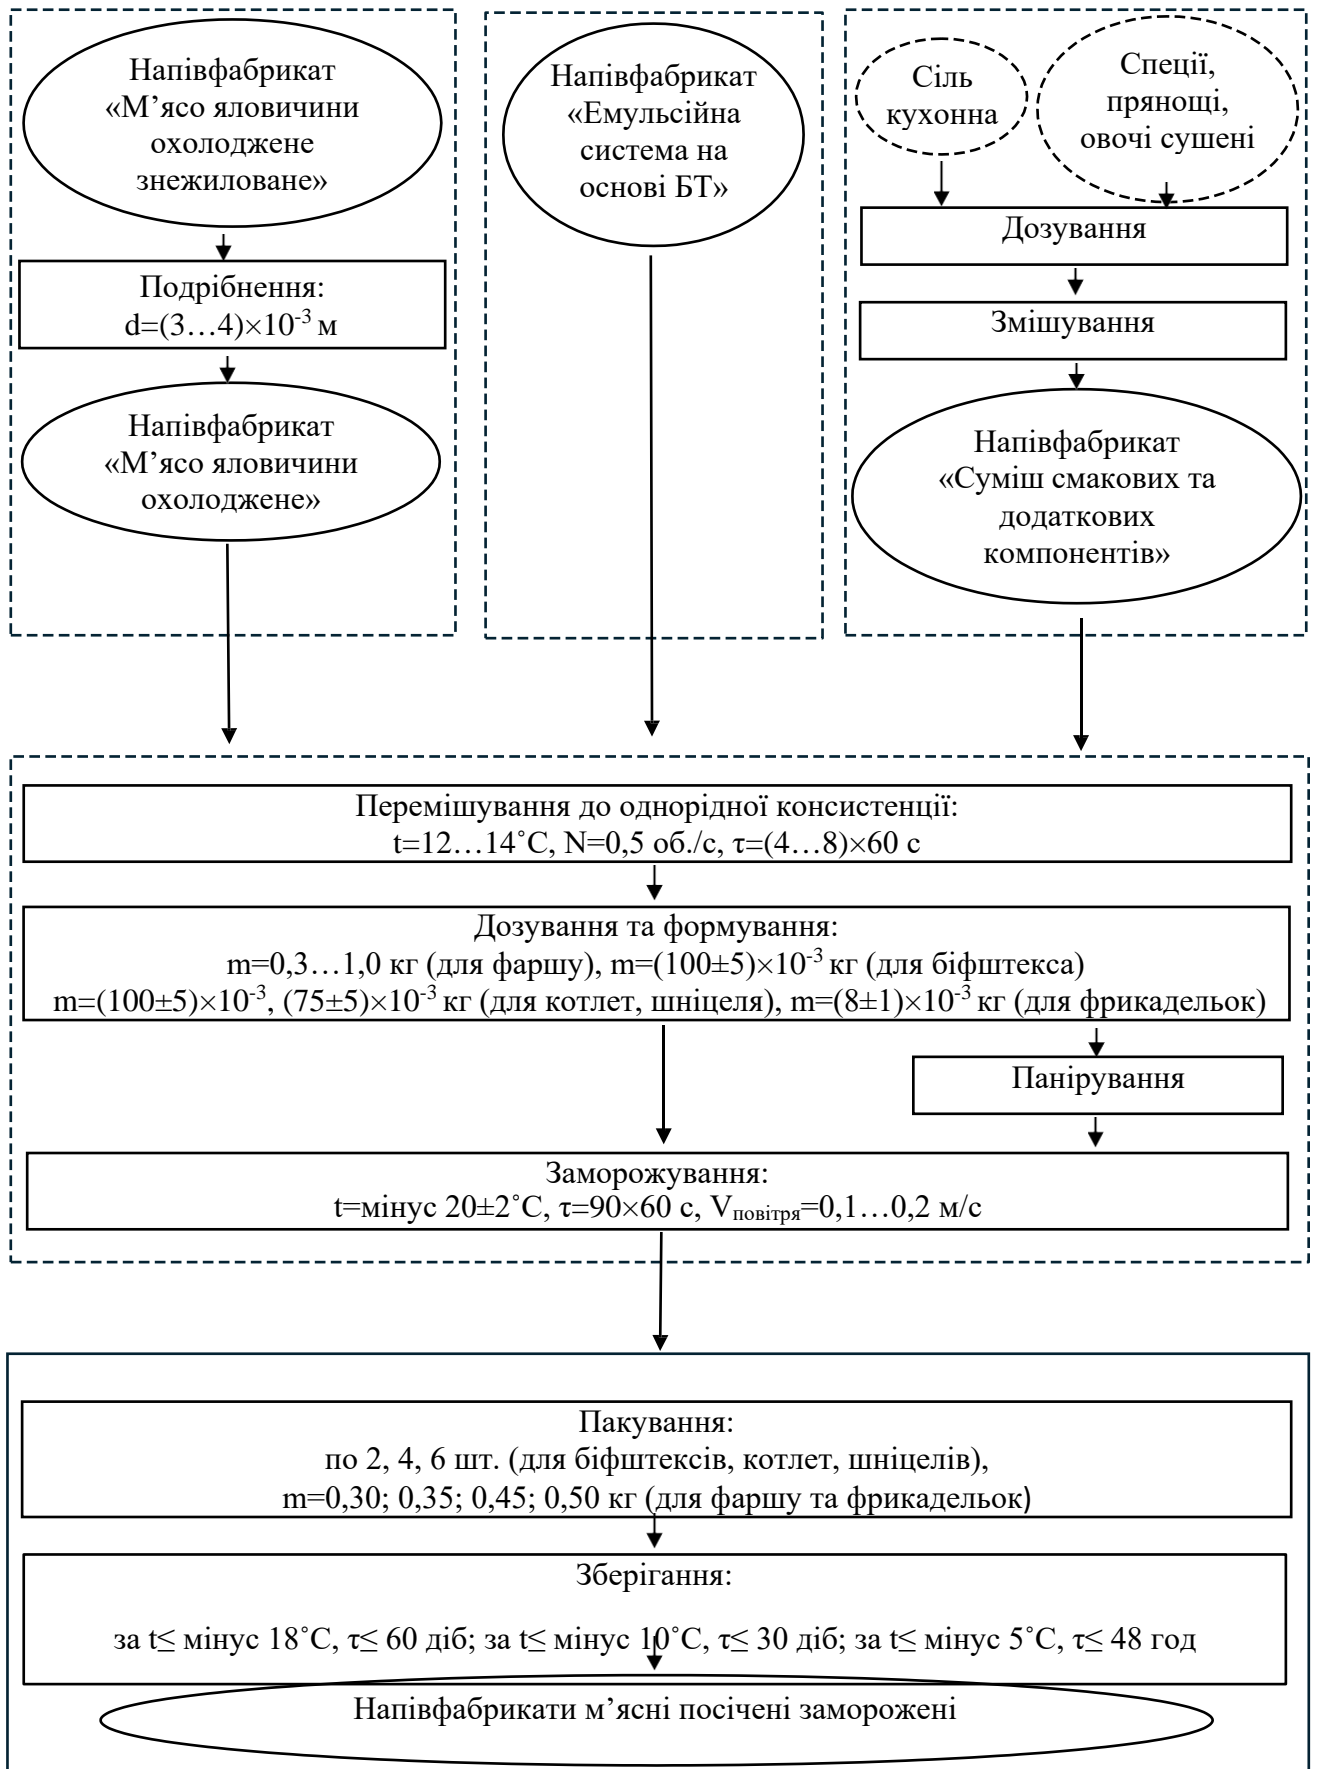 Напівфабрикат
«М’ясо яловичини
охолоджене
знежиловане»
Подрібнення:
d=(3…4)×10⁻³ м
Напівфабрикат
«М’ясо яловичини
охолоджене»
Напівфабрикат
«Емульсійна
система на
основі БТ»
Сіль
кухонна
Спеції,
прянощі,
овочі сушені
Дозування
Змішування
Напівфабрикат
«Суміш смакових та
додаткових
компонентів»
Перемішування до однорідної консистенції:
t=12…14˚С, N=0,5 об./с, τ=(4…8)×60 с
Дозування та формування:
m=0,3…1,0 кг (для фаршу), m=(100±5)×10⁻³ кг (для біфштекса)
m=(100±5)×10⁻³, (75±5)×10⁻³ кг (для котлет, шніцеля), m=(8±1)×10⁻³ кг (для фрикадельок)
Панірування
Заморожування:
t=мінус 20±2˚С, τ=90×60 с, Vповітря=0,1…0,2 м/с
Пакування:
по 2, 4, 6 шт. (для біфштексів, котлет, шніцелів),
m=0,30; 0,35; 0,45; 0,50 кг (для фаршу та фрикадельок)
Зберігання:
за t≤ мінус 18˚С, τ≤ 60 діб; за t≤ мінус 10˚С, τ≤ 30 діб; за t≤ мінус 5˚С, τ≤ 48 год
Напівфабрикати м’ясні посічені заморожені